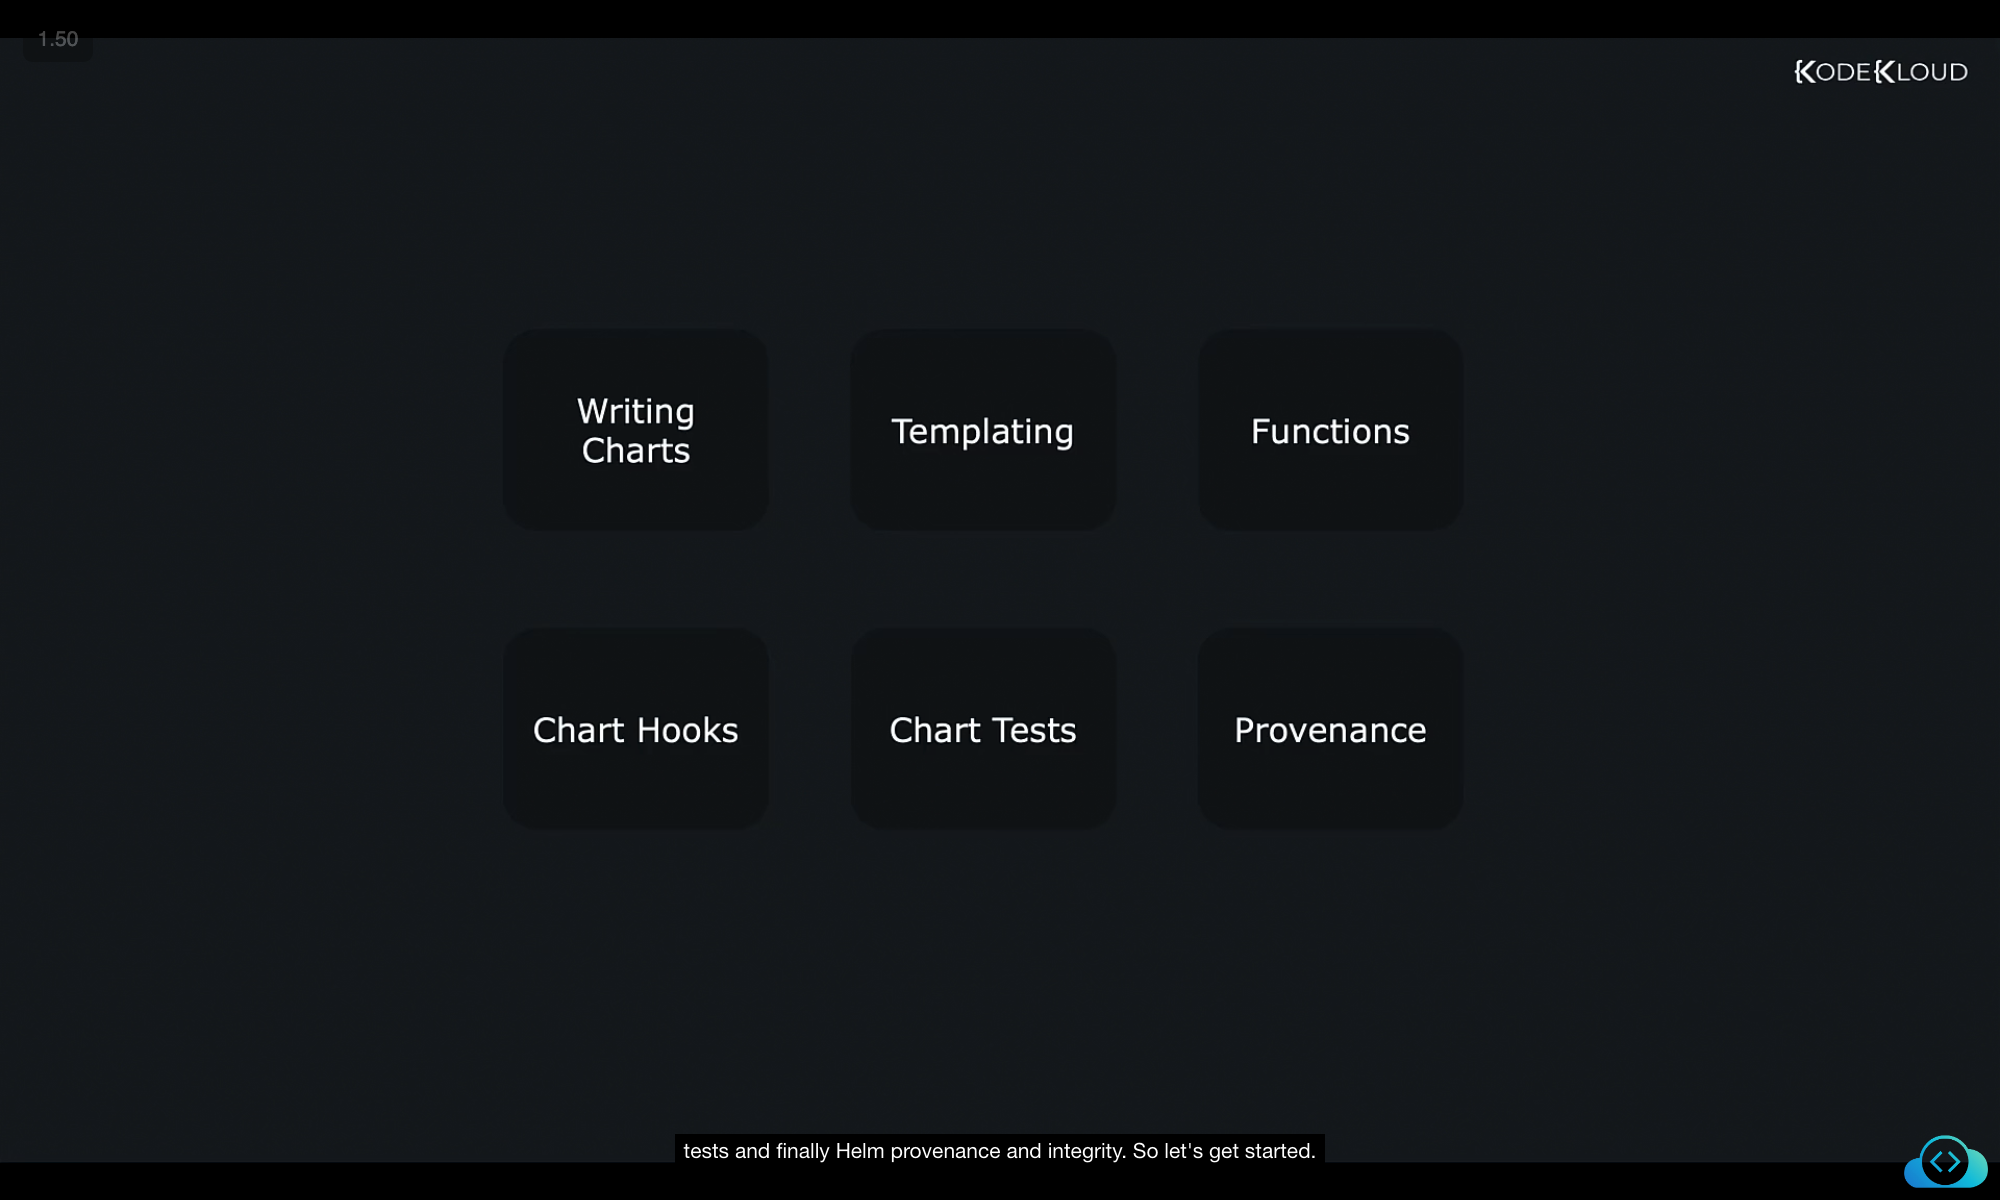 1.50
KODEKLOUD
Writing
Charts
Templating
Functions
Chart Hooks
Chart Tests
Provenance
tests and finally Helm provenance and integrity. So let's get started.